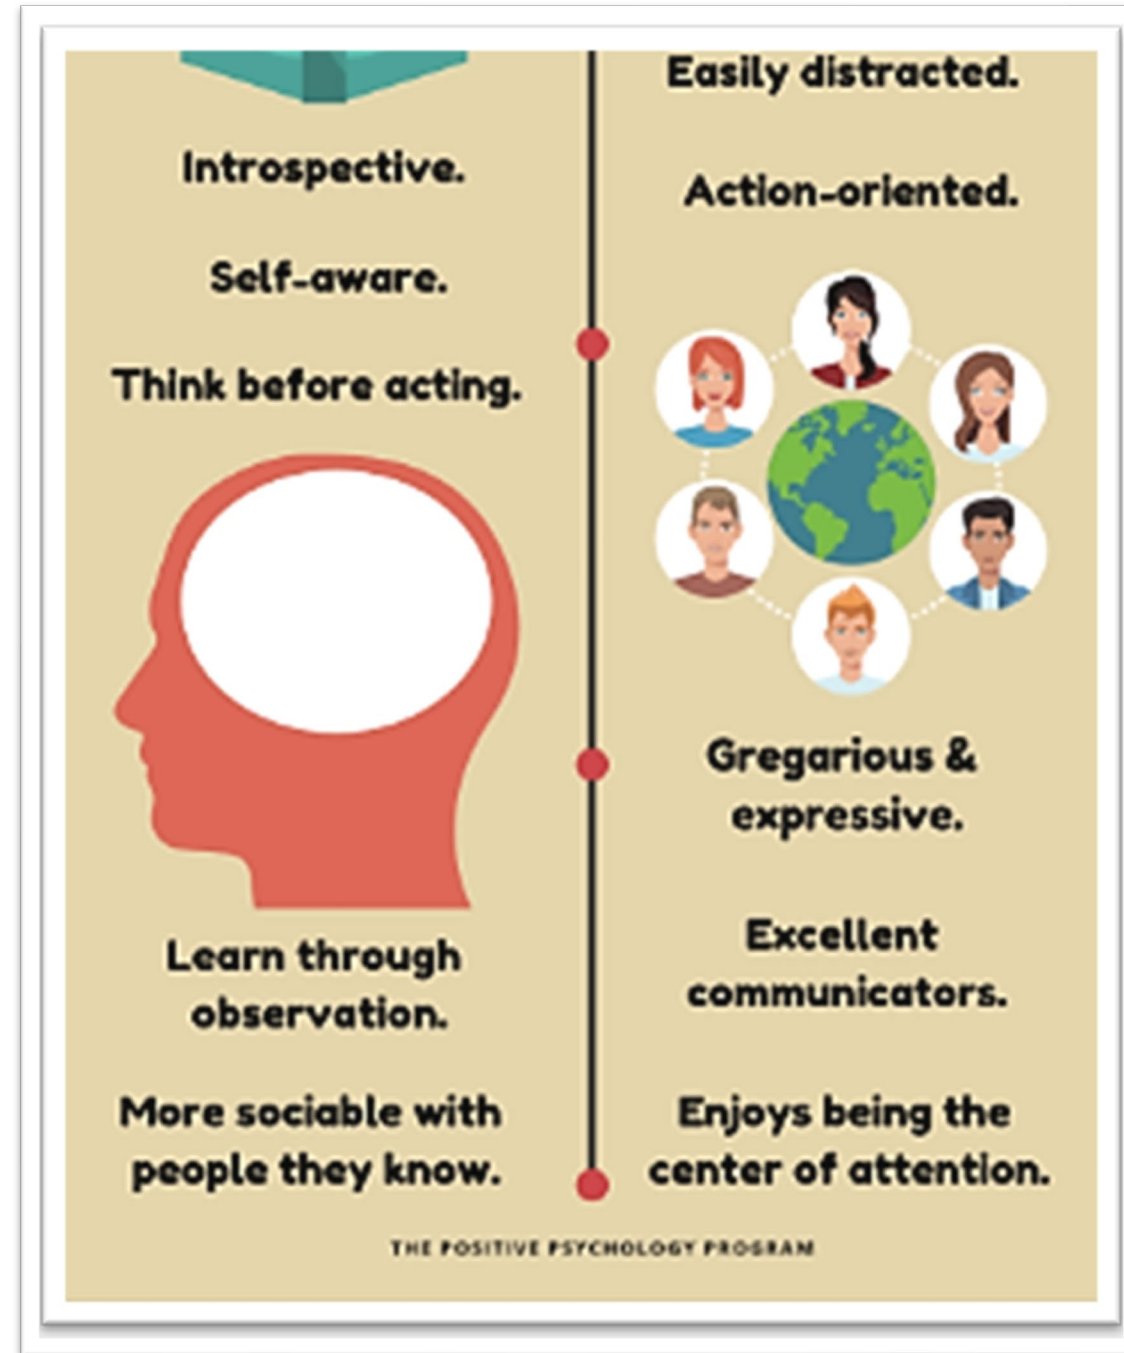 Introspective.
Self-aware.
Think before acting.
Learn through
observation.
More sociable with
people they know.
Easily distracted.
Action-oriented.
Gregarious &
expressive.
Excellent
communicators.
Enjoys being the
center of attention.
THE POSITIVE PSYCHOLOGY PROGRAM